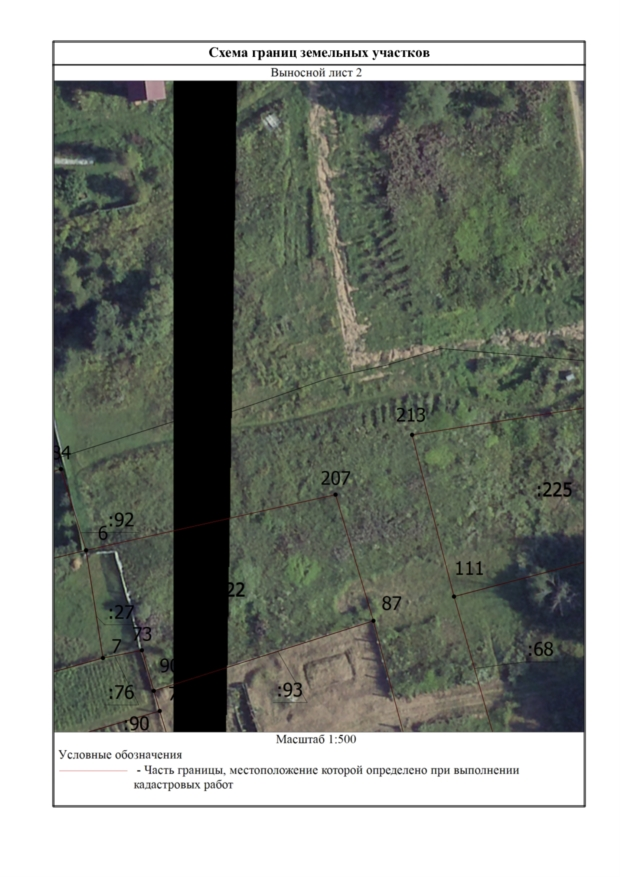 Схема границ земельных участков
Выносной лист 2
213
34
207
:225
:92
6
111
22
87
:27
73
7
:68
90
:76
:93
:90
Масштаб 1:500
Условные обозначения
- Часть границы, местоположение которой определено при выполнении
кадастровых работ